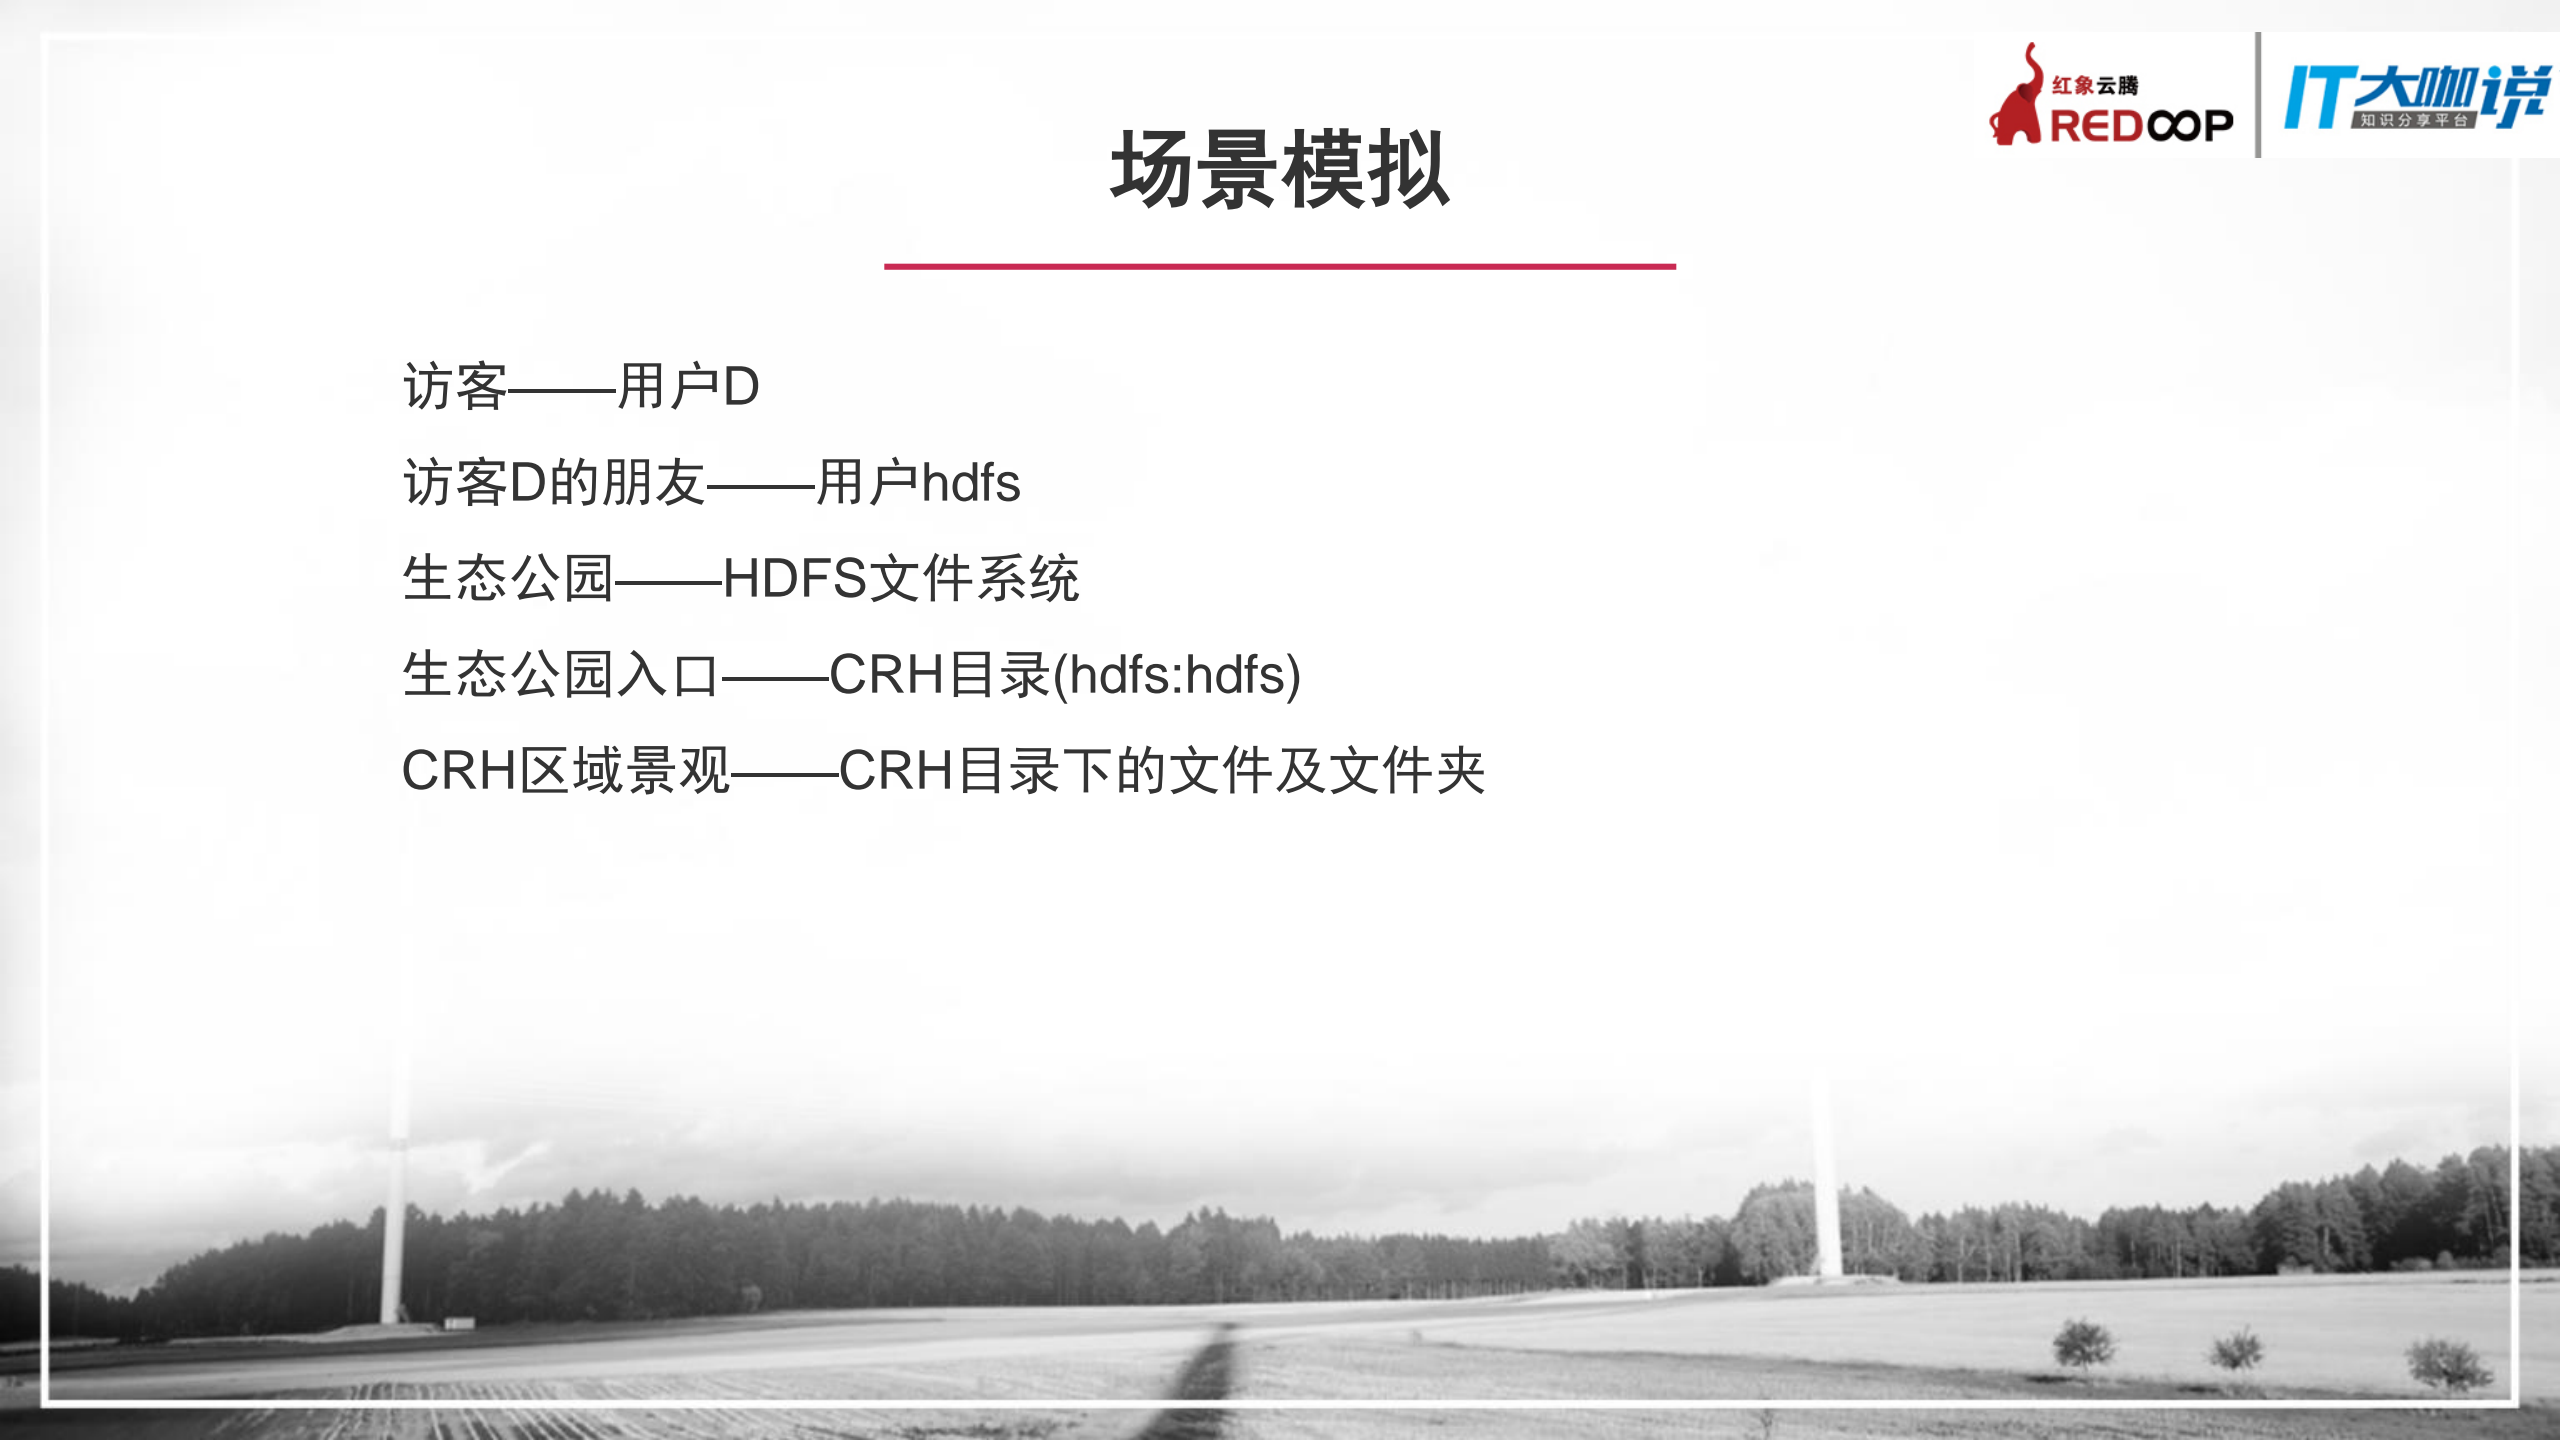 红象云腾
REDOOP
IT大咖说
知识分享平台
场景模拟
访客——用户D
访客D的朋友——用户hdfs
生态公园——HDFS文件系统
生态公园入口——CRH目录(hdfs:hdfs)
CRH区域景观——CRH目录下的文件及文件夹